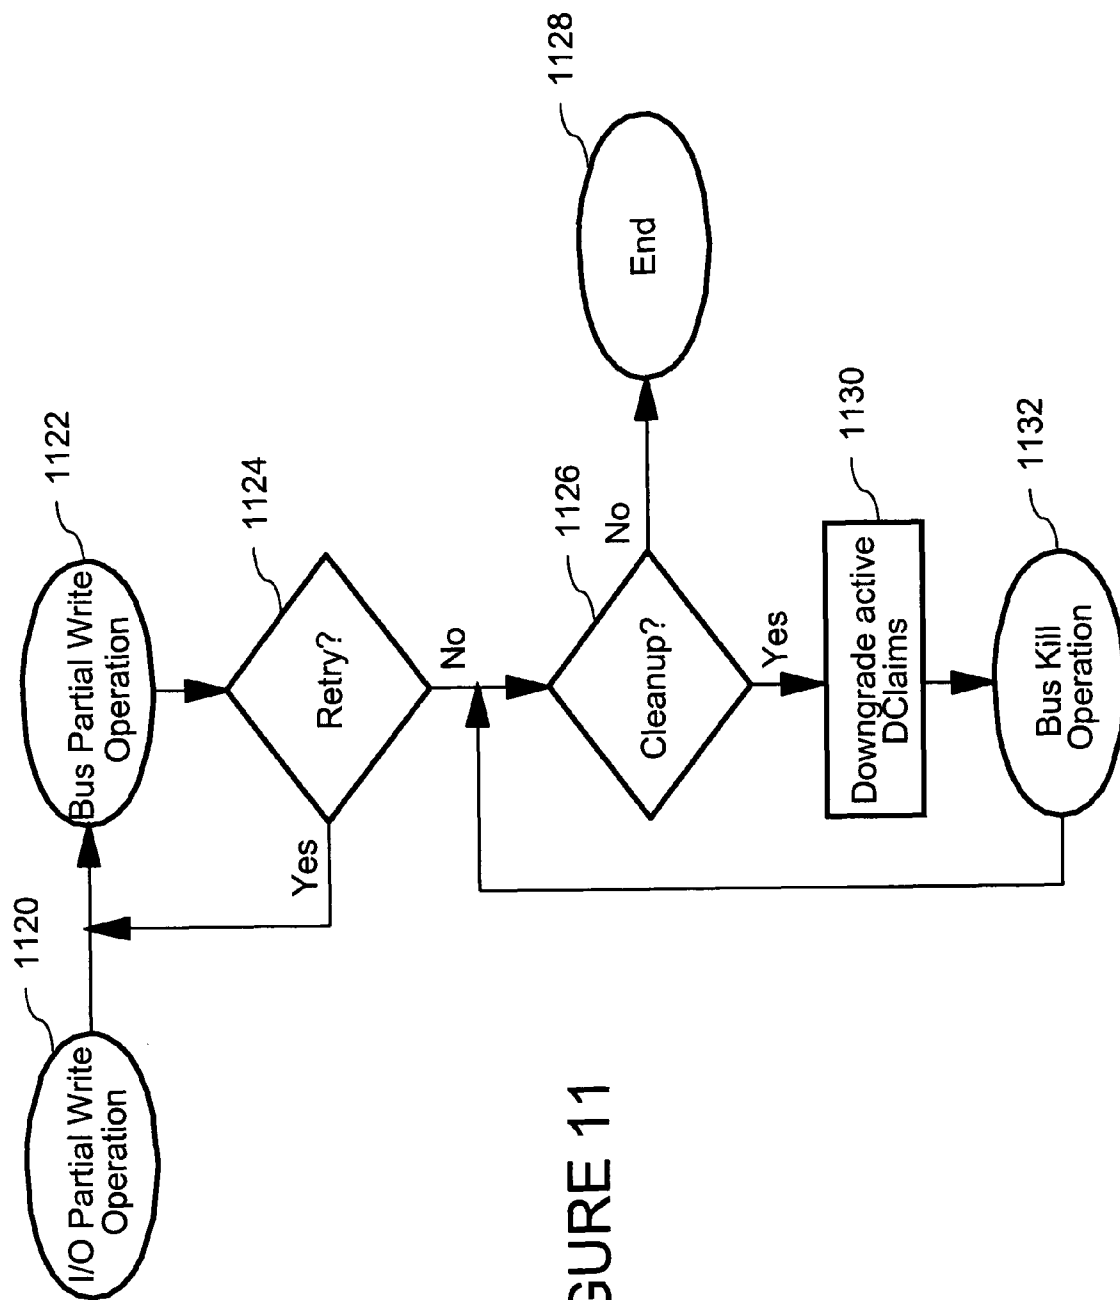 1120
I/O Partial Write
Operation
1122
Bus Partial Write
Operation
1124
Retry?
Yes
No
1126
Cleanup?
No
Yes
1128
End
1130
Downgrade active
DClaims
1132
Bus Kill
Operation
GURE 11